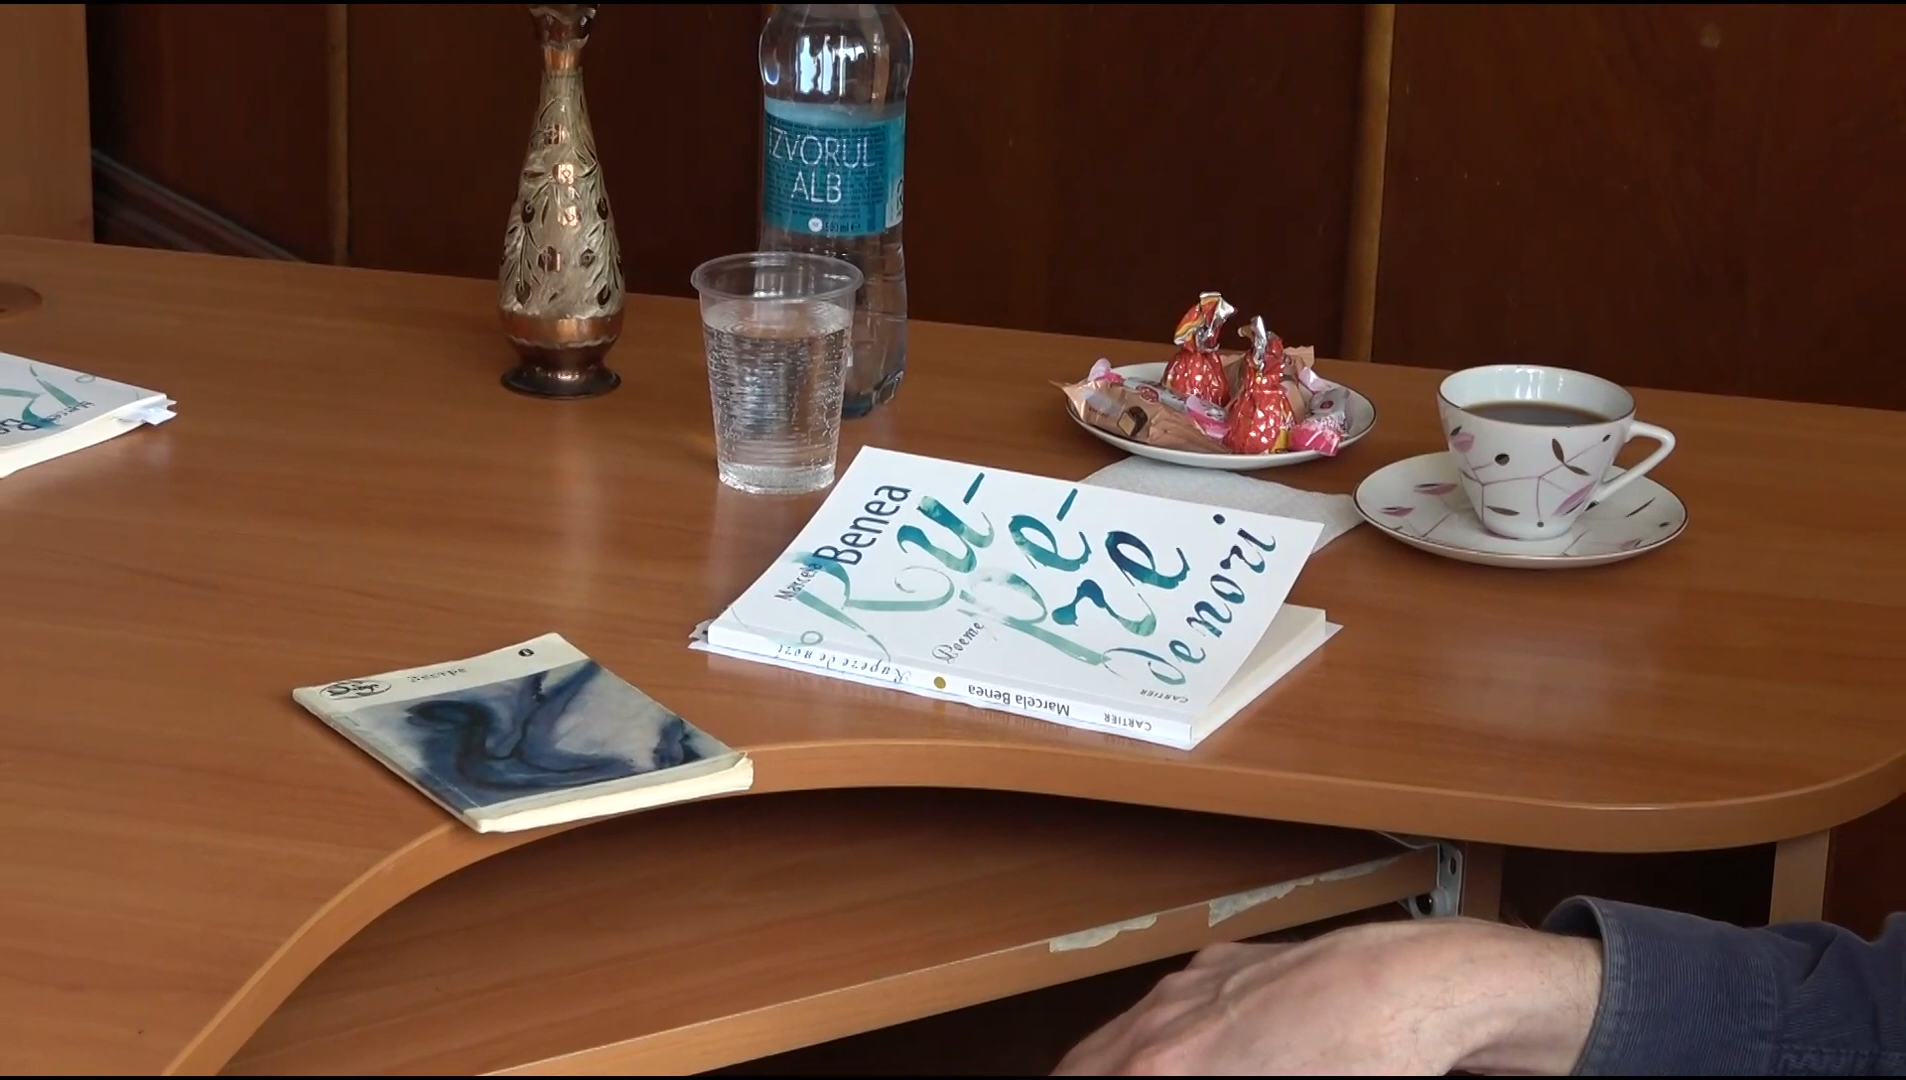 IZVORUL
ALB
Marcela
Benea
Ru-
pe-
re
de nori
Poeme
CARTIER
Rupere de nori
Marcela Benea
CARTIER